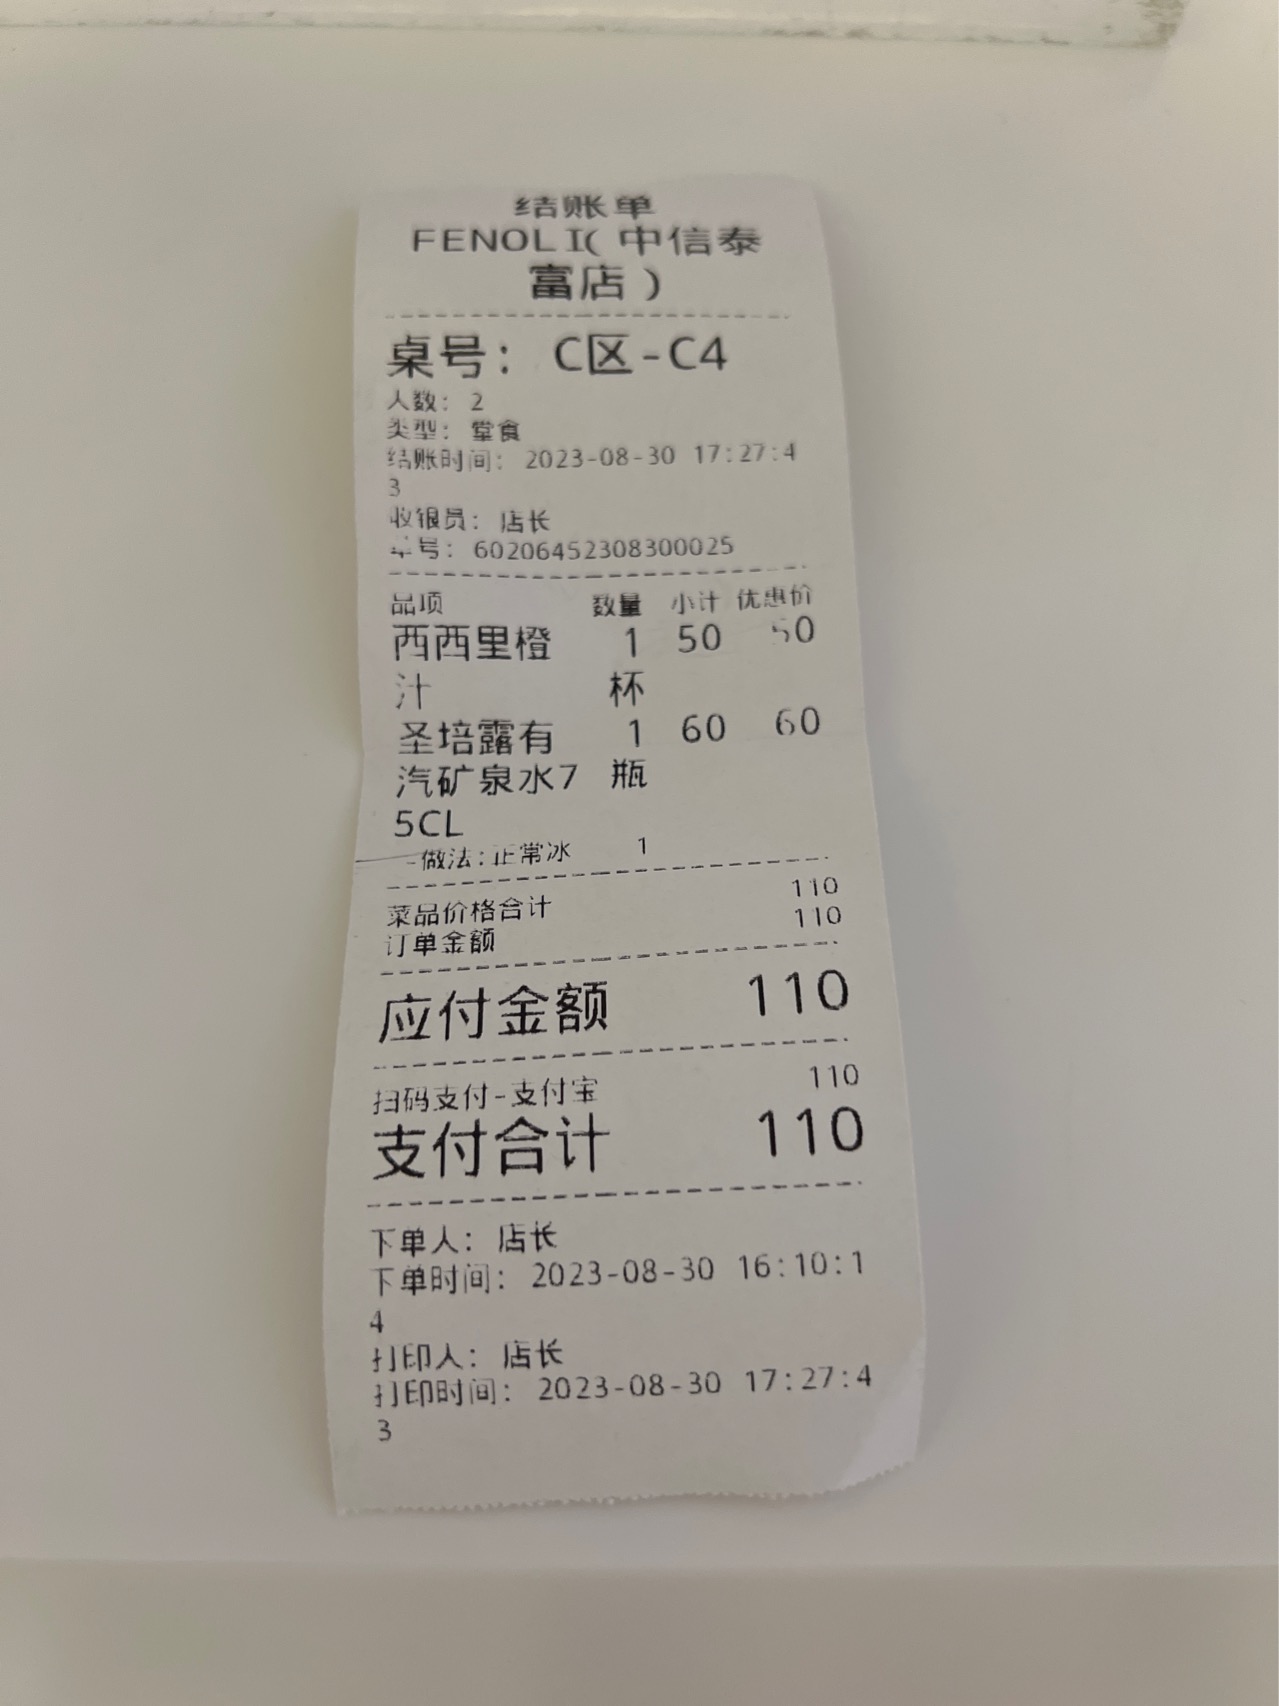 结账单
FENOLI(中信泰
富店)
桌号: C区-C4
人数: 2
类型: 堂食
结账时间: 2023-08-30 17:27:4
3
收银员: 店长
单号: 60206452308300025
品项 数量 小计 优惠价
西西里橙 1 50 50
汁 杯
圣培露有 1 60 60
汽矿泉水7 瓶
5CL
-做法:正常冰 1
菜品价格合计 110
订单金额 110
应付金额 110
扫码支付-支付宝 110
支付合计 110
下单人: 店长
下单时间: 2023-08-30 16:10:1
4
打印人: 店长
打印时间: 2023-08-30 17:27:4
3